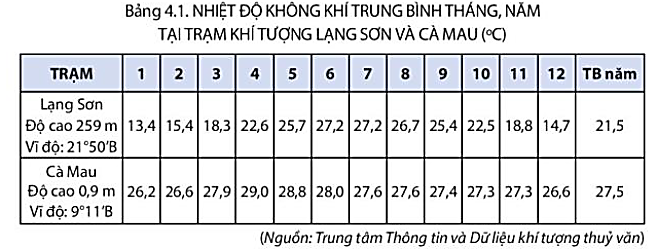 Bảng 4.1. NHIỆT ĐỘ KHÔNG KHÍ TRUNG BÌNH THÁNG, NĂM
TẠI TRẠM KHÍ TƯỢNG LẠNG SƠN VÀ CÀ MAU (ºC)
TRẠM 1 2 3 4 5 6 7 8 9 10 11 12 TB năm
Lạng Sơn
Độ cao 259 m 13,4 15,4 18,3 22,6 25,7 27,2 27,2 26,7 25,4 22,5 18,8 14,7 21,5
Vĩ độ: 21°50'B
Cà Mau
Độ cao 0,9 m 26,2 26,6 27,9 29,0 28,8 28,0 27,6 27,6 27,4 27,3 27,3 26,6 27,5
Vĩ độ: 9°11'B
(Nguồn: Trung tâm Thông tin và Dữ liệu khí tượng thuỷ văn)